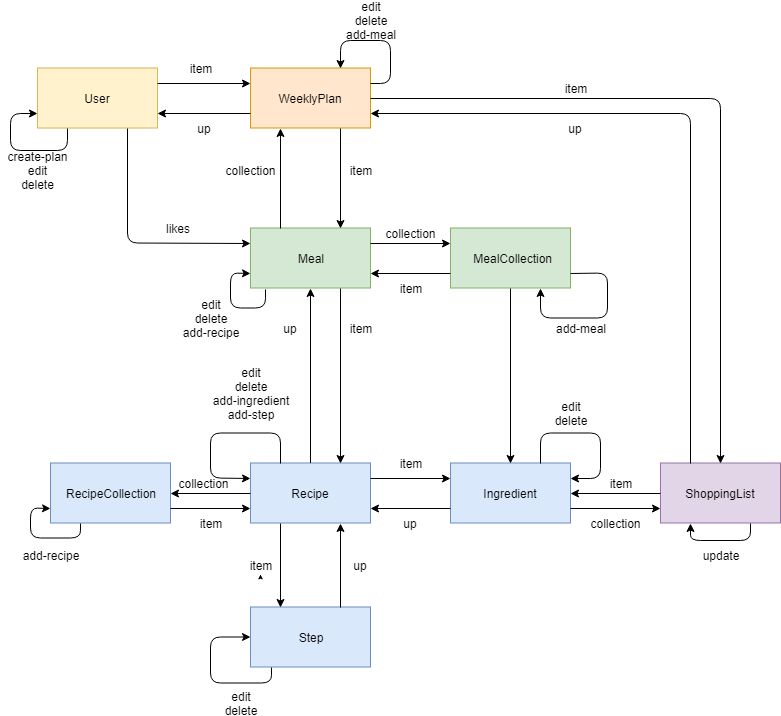 edit
delete
add-meal
item
item
User
WeeklyPlan
up
up
create-plan
edit
delete
collection
item
likes
collection
Meal
MealCollection
item
edit
delete
add-recipe
up
item
add-meal
edit
delete
add-ingredient
add-step
edit
delete
item
collection
item
RecipeCollection
Recipe
Ingredient
ShoppingList
item
up
collection
add-recipe
update
item
up
Step
edit
delete